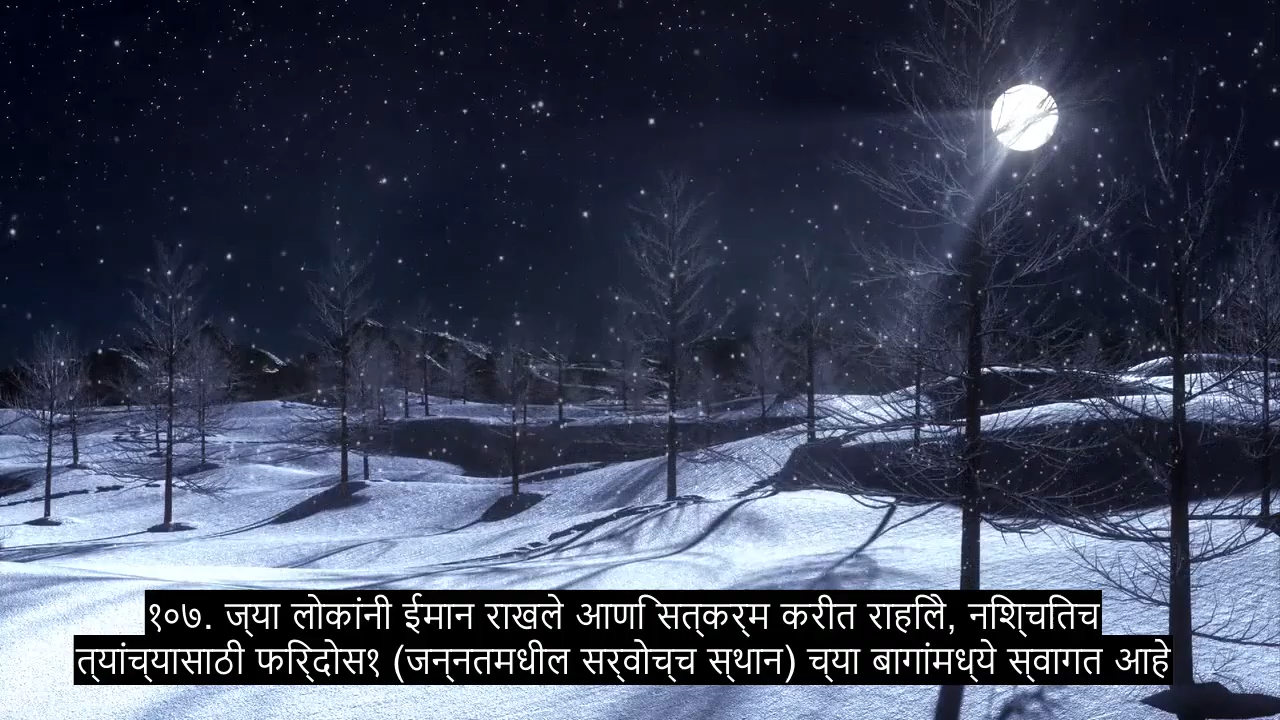 १०७. ज्या लोकांनी ईमान राखले आणि सत्कर्म करीत राहिले, निश्चितच
त्यांच्यासाठी फिर्दोस१ (जन्नतमधील सर्वोच्च स्थान) च्या बागांमध्ये स्वागत आहे